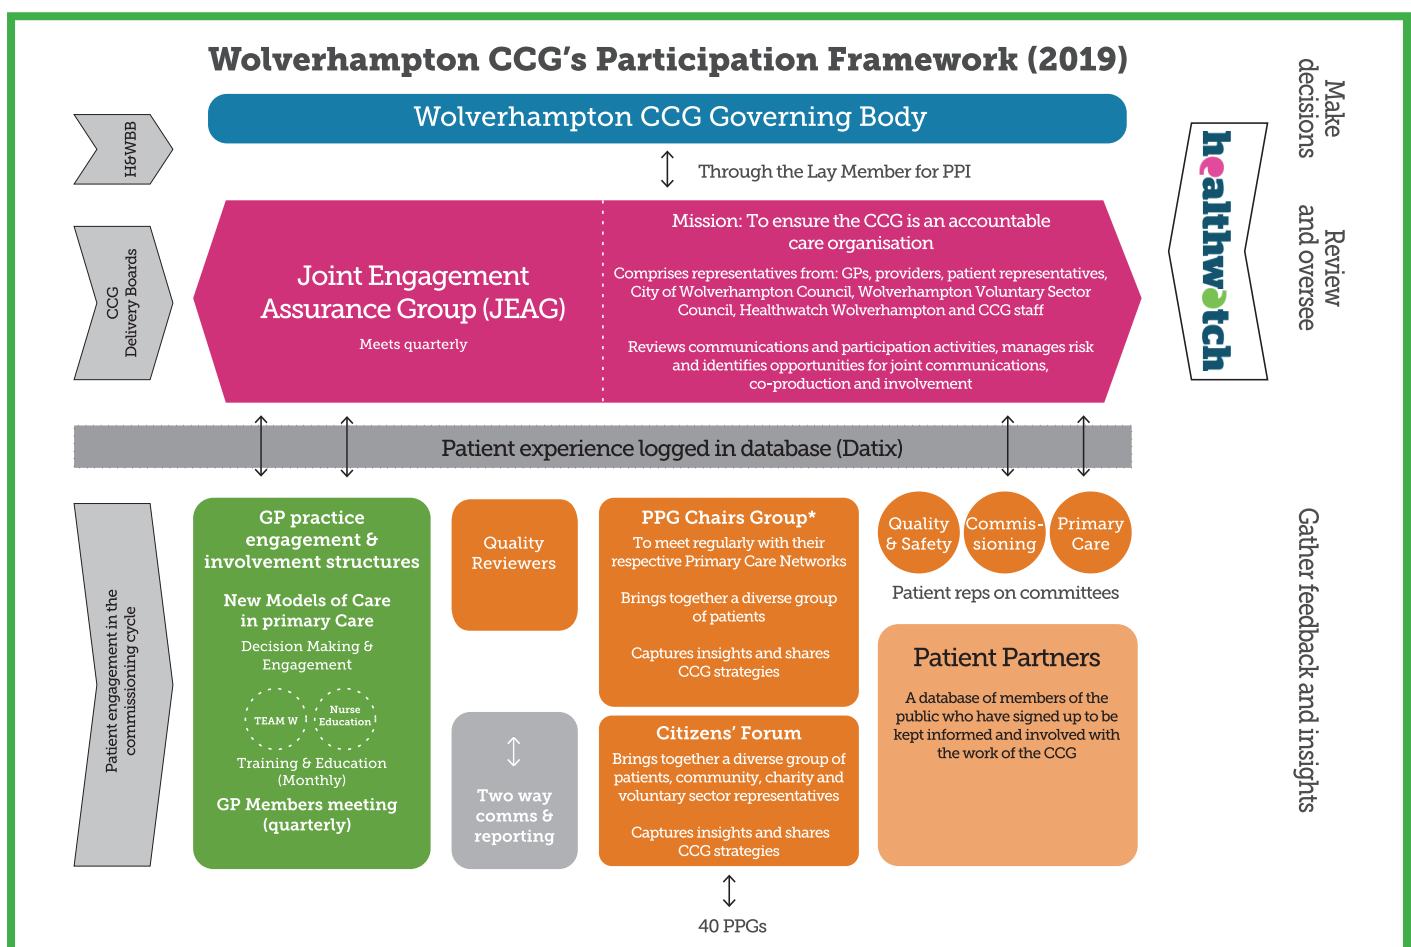 Wolverhampton CCG's Participation Framework (2019)
Wolverhampton CCG Governing Body
Through the Lay Member for PPI
H&WBB
CCG
Delivery Boards
Joint Engagement
Assurance Group (JEAG)
Meets quarterly
Mission: To ensure the CCG is an accountable
care organisation
Comprises representatives from: GPs, providers, patient representatives,
City of Wolverhampton Council, Wolverhampton Voluntary Sector
Council, Healthwatch Wolverhampton and CCG staff
Reviews communications and participation activities, manages risk
and identifies opportunities for joint communications,
co-production and involvement
healthwatch
Make
decisions
Review
and oversee
Patient experience logged in database (Datix)
Patient engagement in the
commissioning cycle
GP practice
engagement &
involvement structures
New Models of Care
in primary Care
Decision Making &
Engagement
TEAM W
Nurse
Education
Training & Education
(Monthly)
GP Members meeting
(quarterly)
Quality
Reviewers
Two way
comms &
reporting
PPG Chairs Group*
To meet regularly with their
respective Primary Care Networks
Brings together a diverse group
of patients
Captures insights and shares
CCG strategies
Citizens' Forum
Brings together a diverse group of
patients, community, charity and
voluntary sector representatives
Captures insights and shares
CCG strategies
40 PPGs
Quality
& Safety
Commis-
sioning
Primary
Care
Patient reps on committees
Patient Partners
A database of members of the
public who have signed up to be
kept informed and involved with
the work of the CCG
Gather feedback and insights